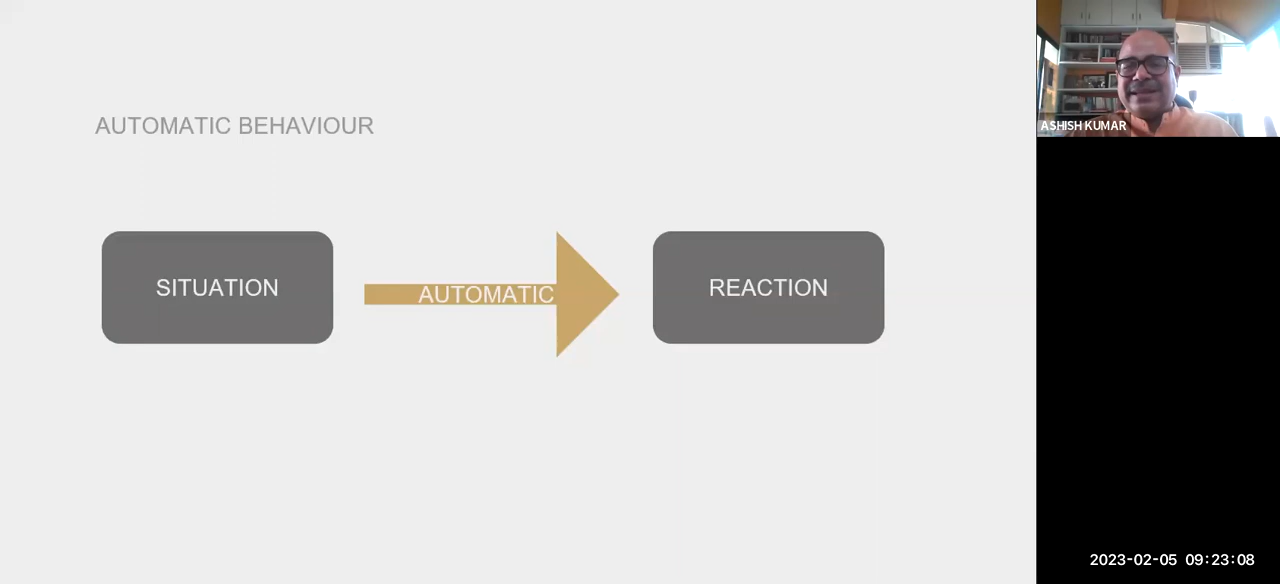 AUTOMATIC BEHAVIOUR
SITUATION
AUTOMATIC
REACTION
ASHISH KUMAR
2023-02-05 09:23:08